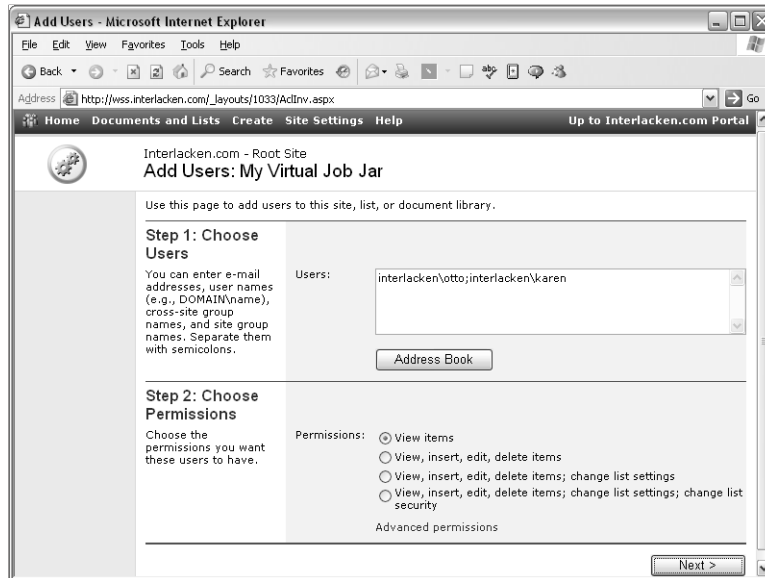 Add Users - Microsoft Internet Explorer
File Edit View Favorites Tools Help
Back Search Favorites
Address http://wss.interlacken.com/_layouts/1033/AclInv.aspx Go
Home Documents and Lists Create Site Settings Help Up to Interlacken.com Portal
Interlacken.com - Root Site
Add Users: My Virtual Job Jar
Use this page to add users to this site, list, or document library.
Step 1: Choose
Users
You can enter e-mail
addresses, user names
(e.g., DOMAIN\name),
cross-site group
names, and site group
names. Separate them
with semicolons.
Users:
interlacken\otto;interlacken\karen
Address Book
Step 2: Choose
Permissions
Choose the
permissions you want
these users to have.
Permissions:
View items
View, insert, edit, delete items
View, insert, edit, delete items; change list settings
View, insert, edit, delete items; change list settings; change list
security
Advanced permissions
Next >